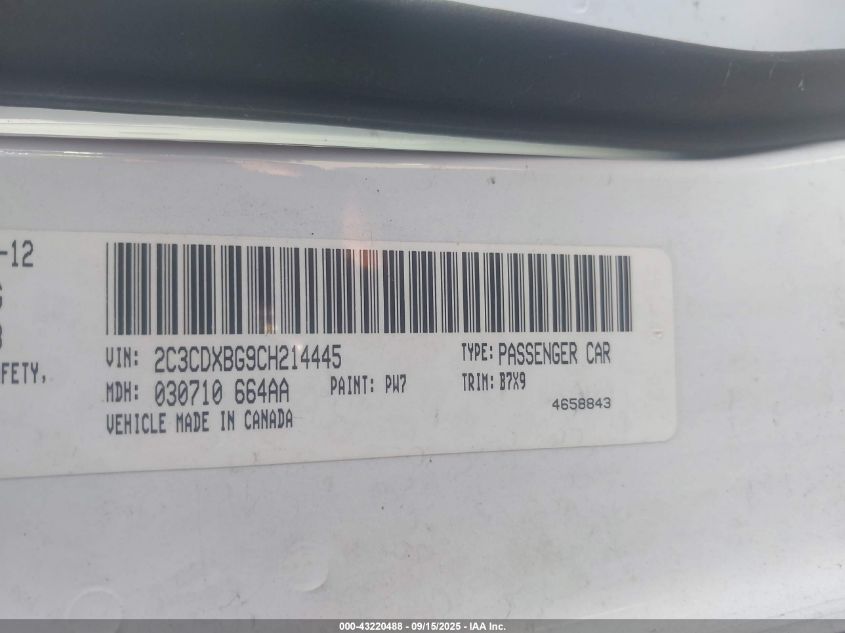 -12
VIN: 2C3CDXBG9CH214445
TYPE: PASSENGER CAR
FETY,
MDH: 030710 664AA
PAINT: PW7
TRIM: B7X9
4658843
VEHICLE MADE IN CANADA
000-43220488 - 09/15/2025 - IAA Inc.